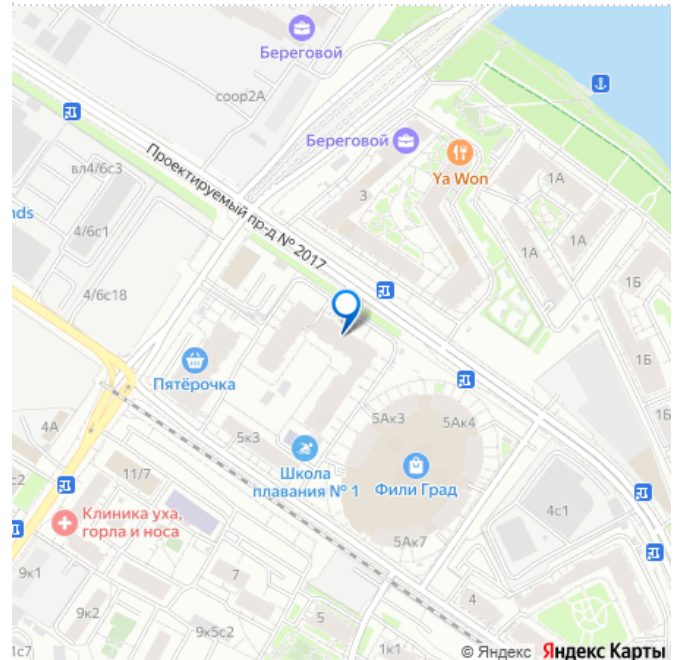 Береговой
соор2А
Береговой
Ya Won
вл4/6с3
Проектируемый пр-д № 2017
3
1А
nds
4/6с1
1А
1А
1Б
4/6с18
1Б
Пятёрочка
1Б
4А
5к3
5Ак3
5Ак4
с2
11/7
Школа
плавания № 1
Фили Град
4с1
Клиника уха,
горла и носа
5Ак7
9к1
7
9к2
5
4
9к5с2
1с7
1к1
© Яндекс Яндекс Карты